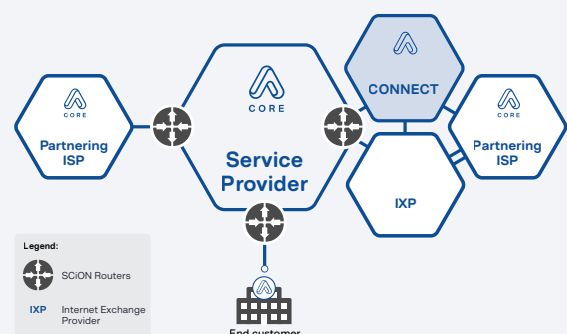 CORE
Partnering
ISP
CORE
Service
Provider
CONNECT
IXP
CORE
Partnering
ISP
Legend:
SCiON Routers
IXP Internet Exchange
Provider
End customer